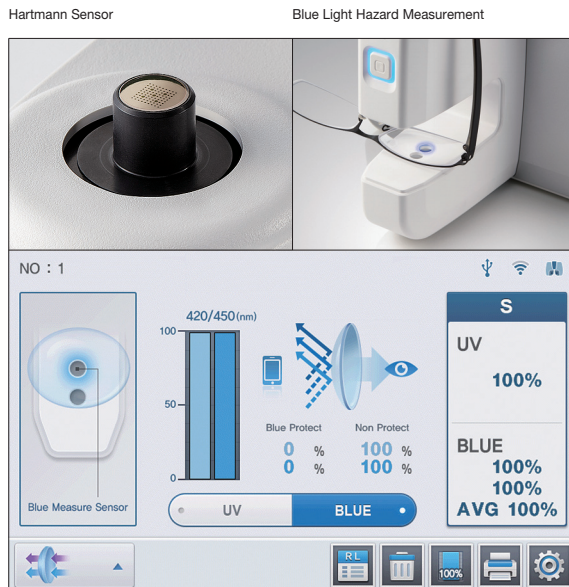 Hartmann Sensor
Blue Light Hazard Measurement
NO : 1
S
420/450(nm)
100
50
0
UV
100%
BLUE
100%
100%
AVG 100%
Blue Protect
Non Protect
0 %
100 %
0 %
100 %
Blue Measure Sensor
UV
BLUE
RL
100%